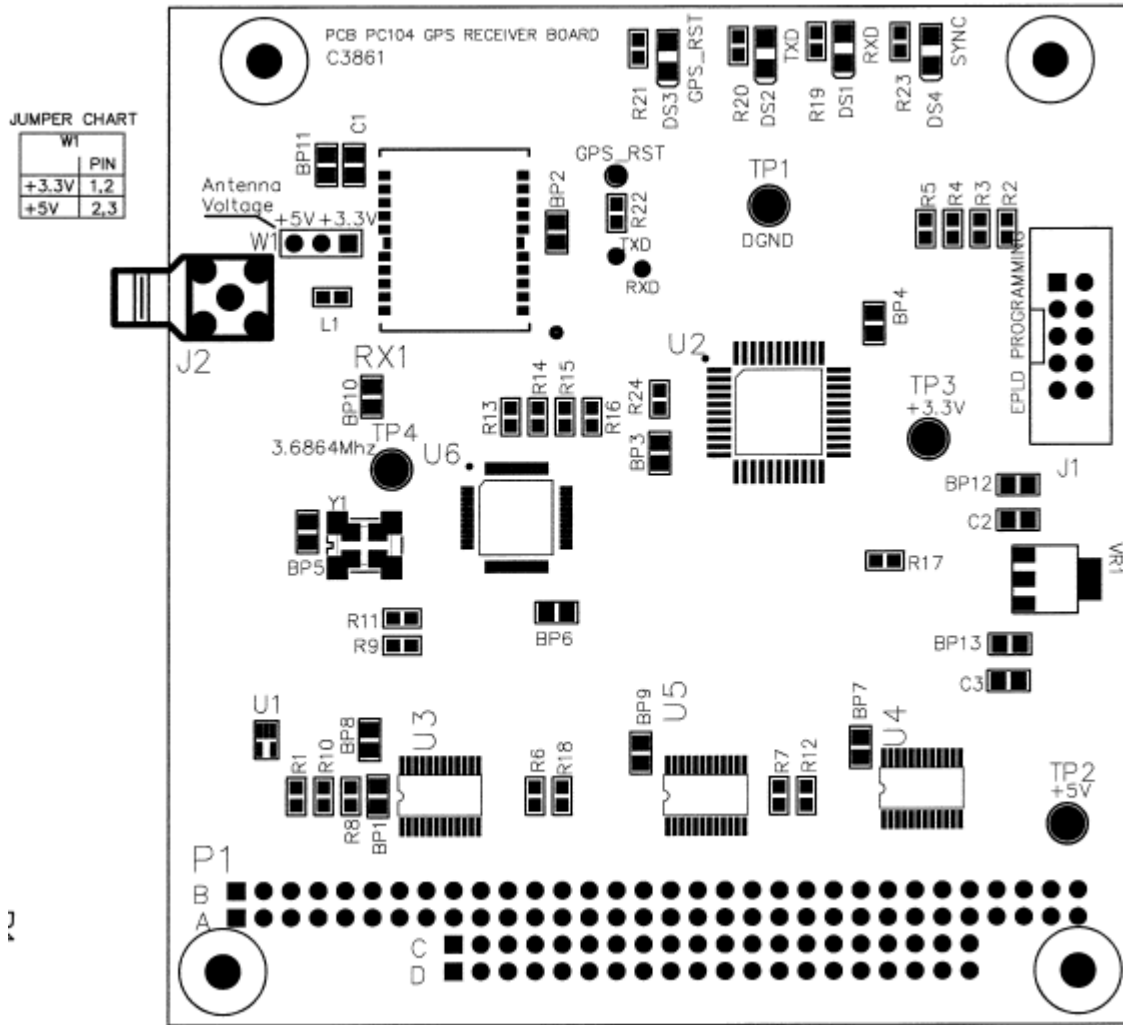 PCB PC104 GPS RECEIVER BOARD
C3861
R21
DS3
GPS_RST
R20
DS2
TXD
R19
DS1
RXD
R23
DS4
SYNC
JUMPER CHART
W1
PIN
+3.3V 1,2
+5V 2,3
BP11
C1
Antenna
Voltage
+5V +3.3V
W1
BP2
GPS_RST
R22
TXD
RXD
TP1
DGND
R5
R4
R3
R2
EPLD PROGRAMMING
J1
J2
L1
RX1
BP10
BP4
U2
R13
R14
R15
R16
R24
BP3
TP3
+3.3V
TP4
3.6864Mhz
U6
Y1
BP5
BP12
C2
R17
VR1
R11
R9
BP6
BP13
C3
U1
BP8
U3
BP9
U5
BP7
U4
R1
R10
R8
BP1
R6
R18
R7
R12
TP2
+5V
P1
B
A
C
D